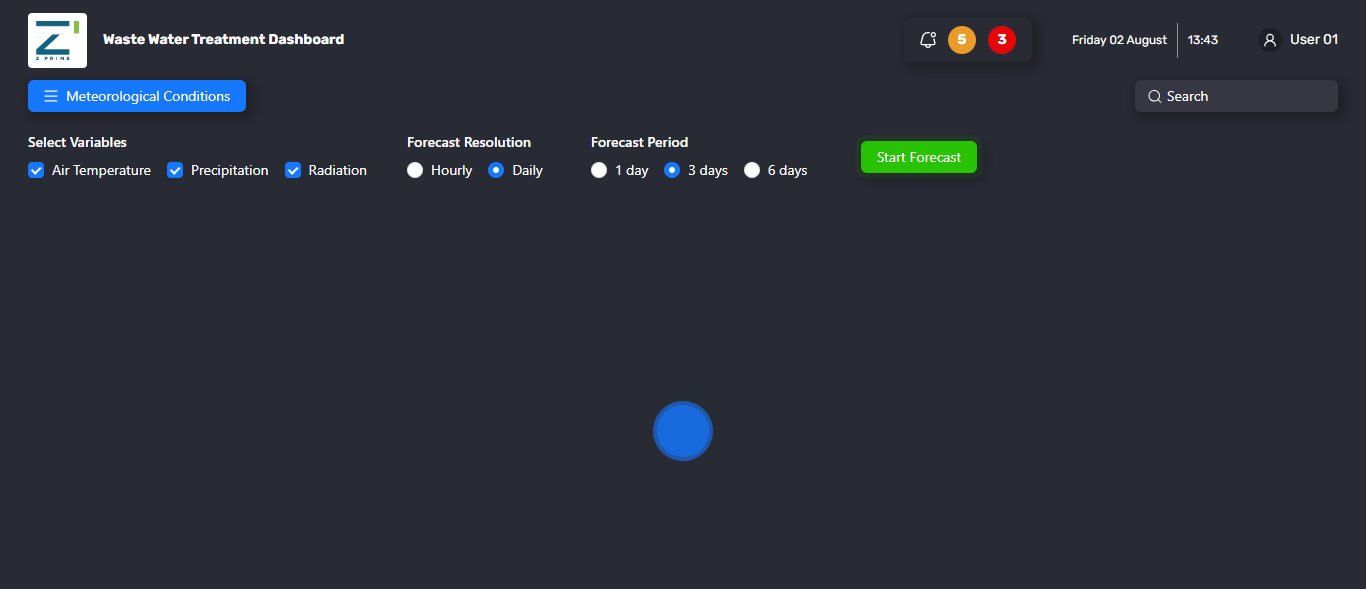 Z PRIME
Waste Water Treatment Dashboard
5 3
Friday 02 August 13:43
User 01
Meteorological Conditions
Search
Select Variables
Air Temperature Precipitation Radiation
Forecast Resolution
Hourly Daily
Forecast Period
1 day 3 days 6 days
Start Forecast